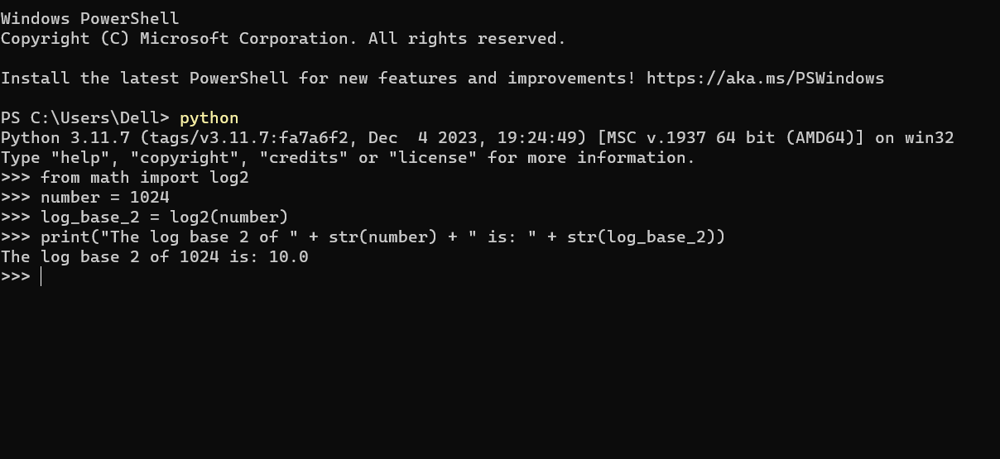 Windows PowerShell
Copyright (C) Microsoft Corporation. All rights reserved.
Install the latest PowerShell for new features and improvements! https://aka.ms/PSWindows
PS C:\Users\Dell> python
Python 3.11.7 (tags/v3.11.7:fa7a6f2, Dec  4 2023, 19:24:49) [MSC v.1937 64 bit (AMD64)] on win32
Type "help", "copyright", "credits" or "license" for more information.
>>> from math import log2
>>> number = 1024
>>> log_base_2 = log2(number)
>>> print("The log base 2 of " + str(number) + " is: " + str(log_base_2))
The log base 2 of 1024 is: 10.0
>>>